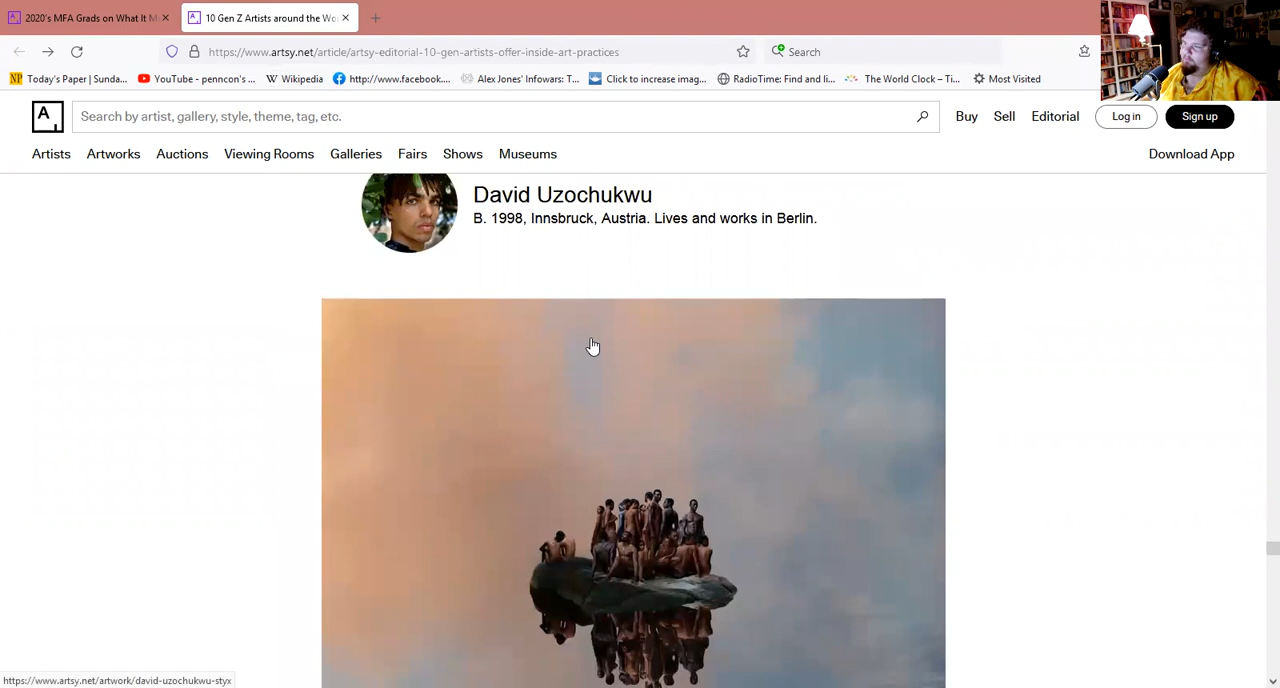 2020's MFA Grads on What It M
10 Gen Z Artists around the Wo
https://www.artsy.net/article/artsy-editorial-10-gen-artists-offer-inside-art-practices
Search
Today's Paper | Sunda...
YouTube - penncon's ...
Wikipedia
http://www.facebook....
Alex Jones' Infowars: T...
Click to increase imag...
RadioTime: Find and li...
The World Clock – Ti...
Most Visited
A
Search by artist, gallery, style, theme, tag, etc.
Buy
Sell
Editorial
Log in
Sign up
Artists
Artworks
Auctions
Viewing Rooms
Galleries
Fairs
Shows
Museums
Download App
David Uzochukwu
B. 1998, Innsbruck, Austria. Lives and works in Berlin.
https://www.artsy.net/artwork/david-uzochukwu-styx